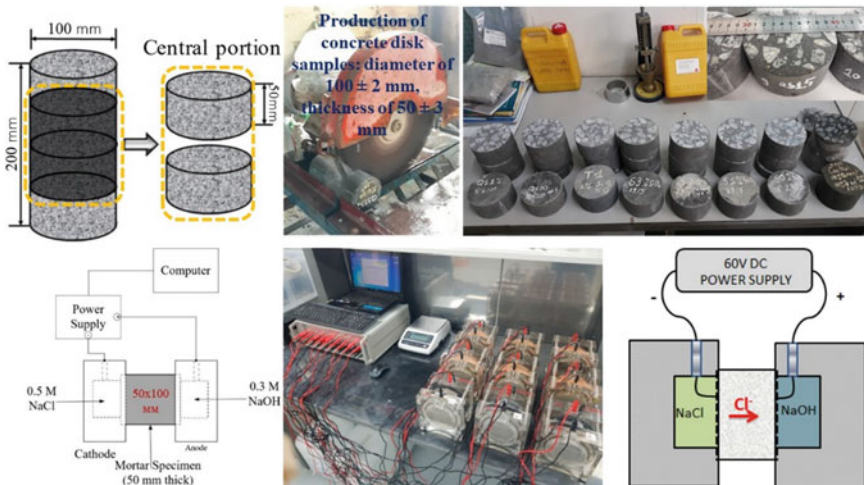 100 mm
Central portion
200 mm
50mm
Production of
concrete disk
samples: diameter of
100 ± 2 mm,
thickness of 50 ± 3
mm
Computer
Power
Supply
0.5 M
NaCl
50x100
мм
0.3 M
NaOH
Cathode
Anode
Mortar Specimen
(50 mm thick)
60V DC
POWER SUPPLY
-
+
NaCl
Cl-
NaOH